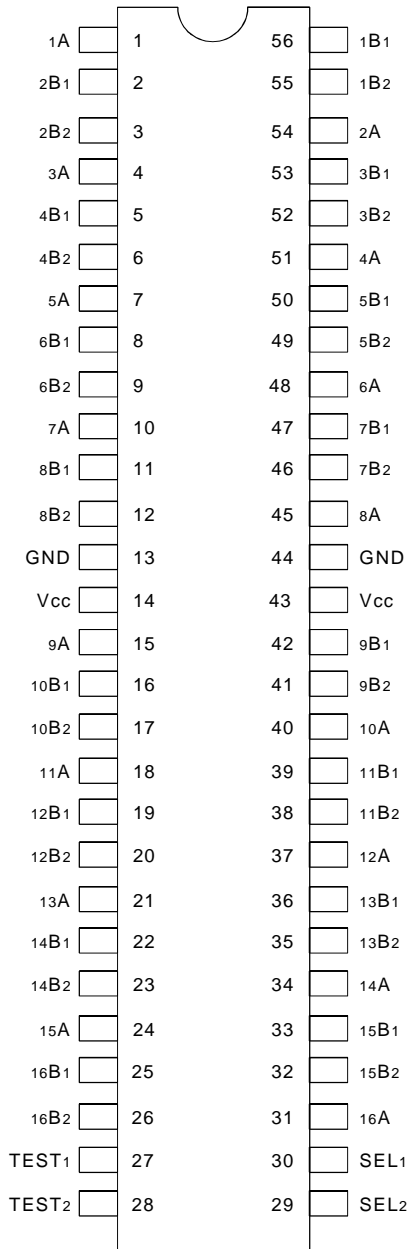 1A 1 56 1B1
2B1 2 55 1B2
2B2 3 54 2A
3A 4 53 3B1
4B1 5 52 3B2
4B2 6 51 4A
5A 7 50 5B1
6B1 8 49 5B2
6B2 9 48 6A
7A 10 47 7B1
8B1 11 46 7B2
8B2 12 45 8A
GND 13 44 GND
Vcc 14 43 Vcc
9A 15 42 9B1
10B1 16 41 9B2
10B2 17 40 10A
11A 18 39 11B1
12B1 19 38 11B2
12B2 20 37 12A
13A 21 36 13B1
14B1 22 35 13B2
14B2 23 34 14A
15A 24 33 15B1
16B1 25 32 15B2
16B2 26 31 16A
TEST1 27 30 SEL1
TEST2 28 29 SEL2